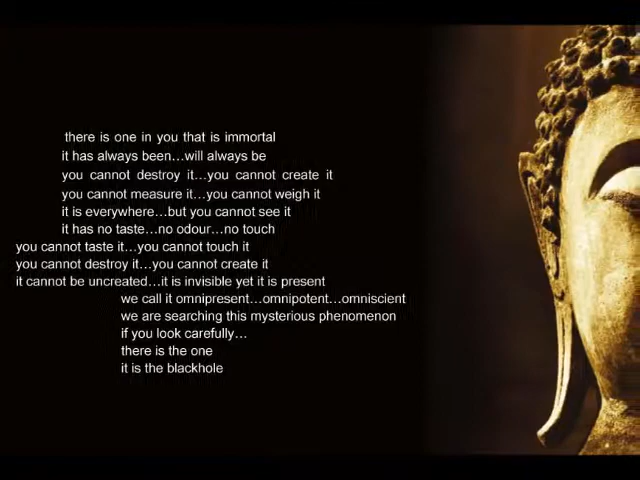 there is one in you that is immortal
it has always been...will always be
you cannot destroy it...you cannot create it
you cannot measure it...you cannot weigh it
it is everywhere...but you cannot see it
it has no taste...no odour...no touch
you cannot taste it...you cannot touch it
you cannot destroy it...you cannot create it
it cannot be uncreated...it is invisible yet it is present
we call it omnipresent...omnipotent...omniscient
we are searching this mysterious phenomenon
if you look carefully...
there is the one
it is the blackhole